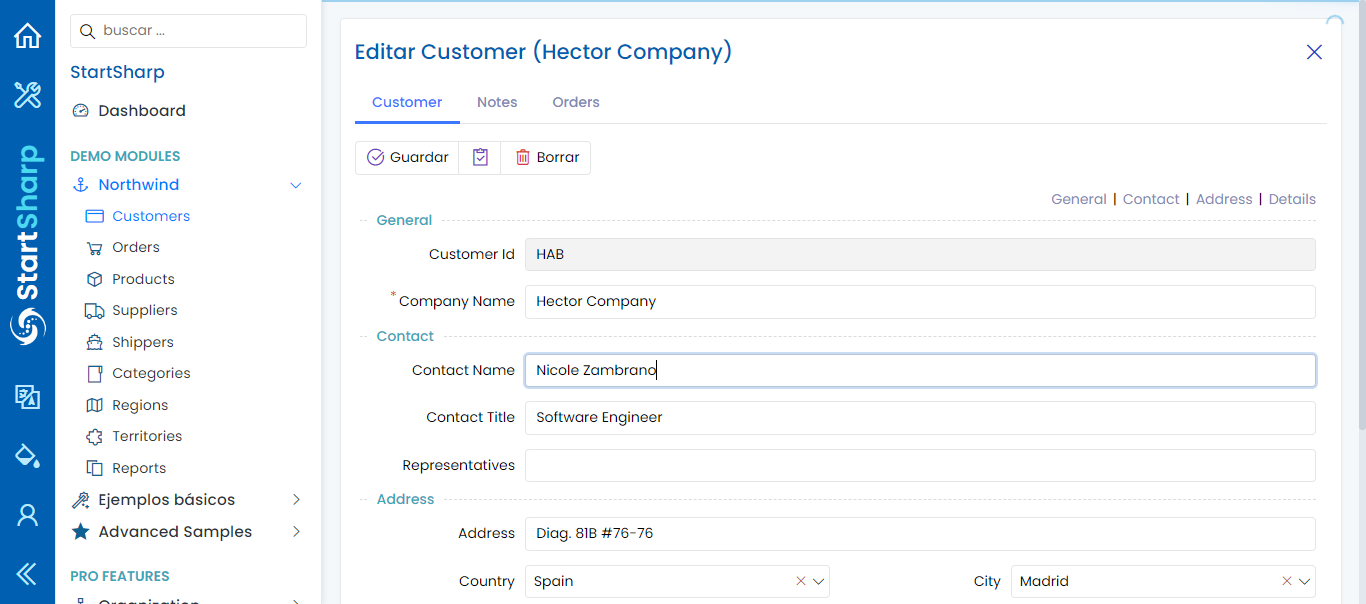 buscar ...
StartSharp
Dashboard
DEMO MODULES
Northwind
Customers
Orders
Products
Suppliers
Shippers
Categories
Regions
Territories
Reports
Ejemplos básicos
Advanced Samples
PRO FEATURES
Organization
StartSharp
Editar Customer (Hector Company)
Customer Notes Orders
Guardar Borrar
General | Contact | Address | Details
General
Customer Id HAB
* Company Name Hector Company
Contact
Contact Name Nicole Zambrano
Contact Title Software Engineer
Representatives
Address
Address Diag. 81B #76-76
Country Spain City Madrid